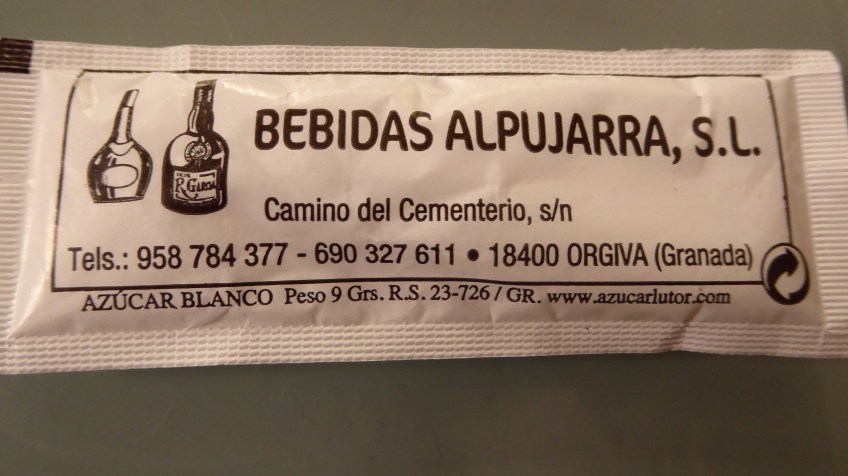 BEBIDAS ALPUJARRA, S.L.
R. GARCIA
Camino del Cementerio, s/n
Tels.: 958 784 377 - 690 327 611 • 18400 ORGIVA (Granada)
AZÚCAR BLANCO Peso 9 Grs. R.S. 23-726 / GR. www.azucarlutor.com